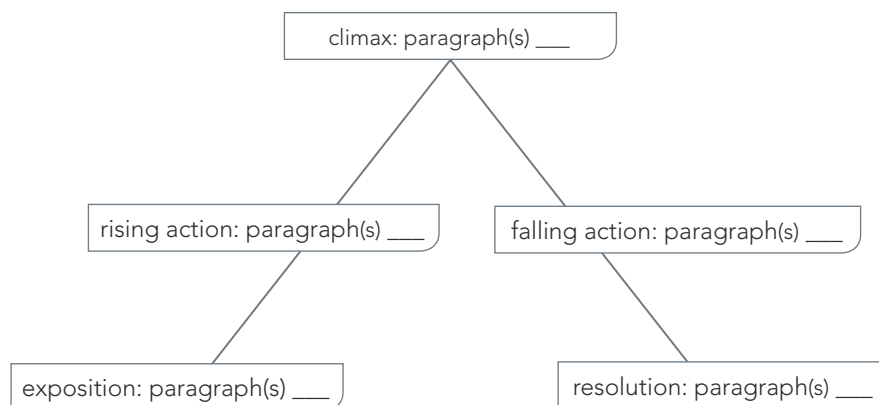 climax: paragraph(s) ___
rising action: paragraph(s) ___
falling action: paragraph(s) ___
exposition: paragraph(s) ___
resolution: paragraph(s) ___